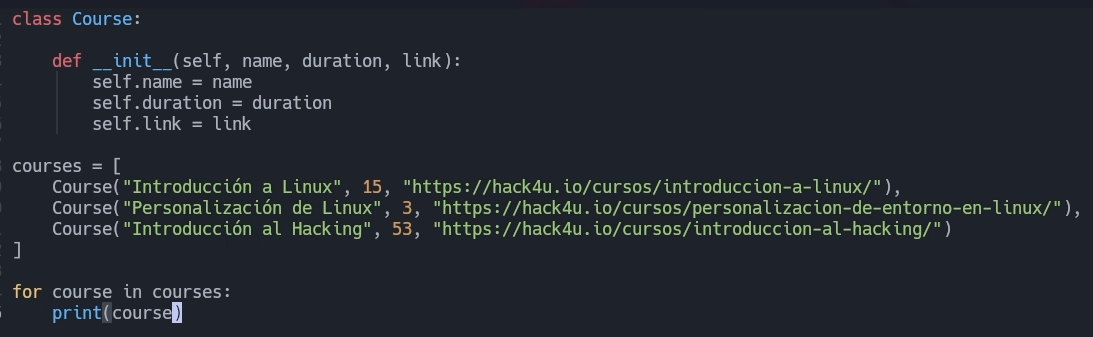 class Course:
    def __init__(self, name, duration, link):
        self.name = name
        self.duration = duration
        self.link = link
courses = [
    Course("Introducción a Linux", 15, "https://hack4u.io/cursos/introduccion-a-linux/"),
    Course("Personalización de Linux", 3, "https://hack4u.io/cursos/personalizacion-de-entorno-en-linux/"),
    Course("Introducción al Hacking", 53, "https://hack4u.io/cursos/introduccion-al-hacking/")
]
for course in courses:
    print(course)